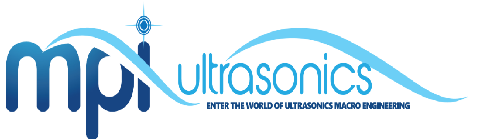 mpi ultrasonics
ENTER THE WORLD OF ULTRASONICS MACRO ENGINEERING